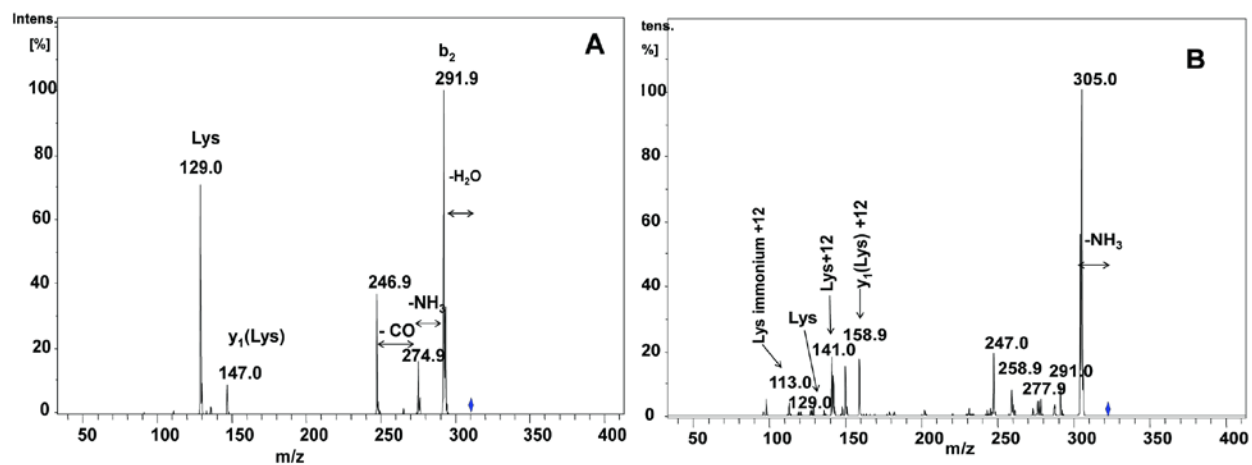 Intens.
[%]
A
b₂
291.9
100
Lys
80
129.0
-H₂O
60
246.9
40
-NH₃
- CO
y₁(Lys)
274.9
20
147.0
0
50 100 150 200 250 300 350 400
m/z
tens.
%]
B
305.0
100
80
60
Lys immonium +12
Lys+12
y₁(Lys) +12
-NH₃
40
Lys
158.9
141.0
247.0
20
113.0
258.9
291.0
129.0
277.9
0
50 100 150 200 250 300 350 400
m/z